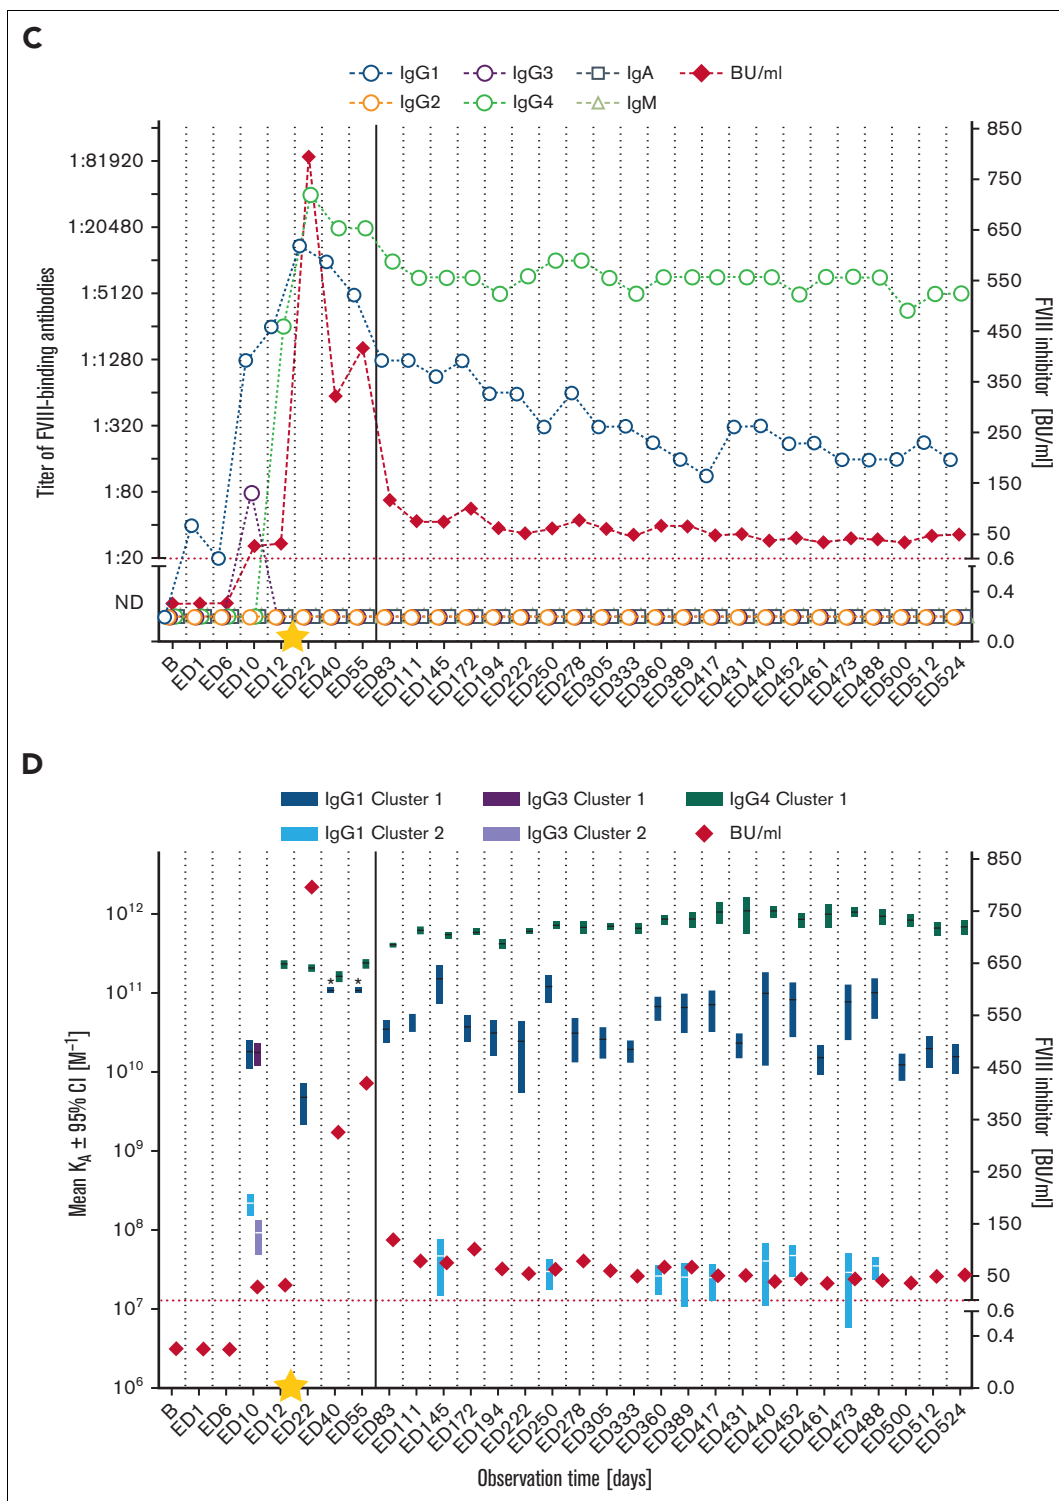 C
IgG1 IgG3 IgA BU/ml
IgG2 IgG4 IgM
Titer of FVIII-binding antibodies
1:81920
1:20480
1:5120
1:1280
1:320
1:80
1:20
ND
850
750
650
550
450
350
250
150
50
0.6
0.4
0.0
FVIII inhibitor [BU/ml]
B ED1 ED6 ED10 ED12 ED22 ED40 ED55 ED83 ED111 ED145 ED172 ED194 ED222 ED250 ED278 ED305 ED333 ED360 ED389 ED417 ED431 ED440 ED452 ED461 ED473 ED488 ED500 ED512 ED524
D
IgG1 Cluster 1 IgG3 Cluster 1 IgG4 Cluster 1
IgG1 Cluster 2 IgG3 Cluster 2 BU/ml
Mean K_A ± 95% CI [M⁻¹]
10¹²
10¹¹
10¹⁰
10⁹
10⁸
10⁷
10⁶
* *
850
750
650
550
450
350
250
150
50
0.6
0.4
0.0
FVIII inhibitor [BU/ml]
B ED1 ED6 ED10 ED12 ED22 ED40 ED55 ED83 ED111 ED145 ED172 ED194 ED222 ED250 ED278 ED305 ED333 ED360 ED389 ED417 ED431 ED440 ED452 ED461 ED473 ED488 ED500 ED512 ED524
Observation time [days]